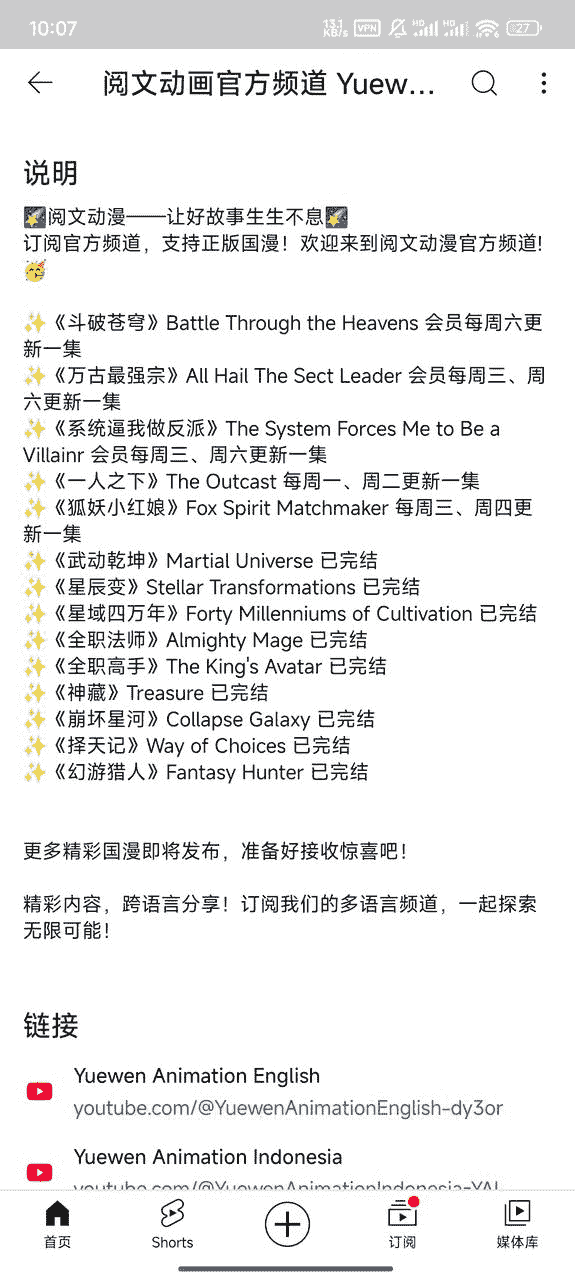 10:07
13.1 KB/s VPN HD HD 27
阅文动画官方频道 Yuew...
说明
🌠阅文动漫——让好故事生生不息🌠
订阅官方频道，支持正版国漫！欢迎来到阅文动漫官方频道!
🥳
✨《斗破苍穹》Battle Through the Heavens 会员每周六更
新一集
✨《万古最强宗》All Hail The Sect Leader 会员每周三、周
六更新一集
✨《系统逼我做反派》The System Forces Me to Be a
Villainr 会员每周三、周六更新一集
✨《一人之下》The Outcast 每周一、周二更新一集
✨《狐妖小红娘》Fox Spirit Matchmaker 每周三、周四更
新一集
✨《武动乾坤》Martial Universe 已完结
✨《星辰变》Stellar Transformations 已完结
✨《星域四万年》Forty Millenniums of Cultivation 已完结
✨《全职法师》Almighty Mage 已完结
✨《全职高手》The King's Avatar 已完结
✨《神藏》Treasure 已完结
✨《崩坏星河》Collapse Galaxy 已完结
✨《择天记》Way of Choices 已完结
✨《幻游猎人》Fantasy Hunter 已完结
更多精彩国漫即将发布，准备好接收惊喜吧！
精彩内容，跨语言分享！订阅我们的多语言频道，一起探索
无限可能！
链接
Yuewen Animation English
youtube.com/@YuewenAnimationEnglish-dy3or
Yuewen Animation Indonesia
首页
Shorts
订阅
媒体库